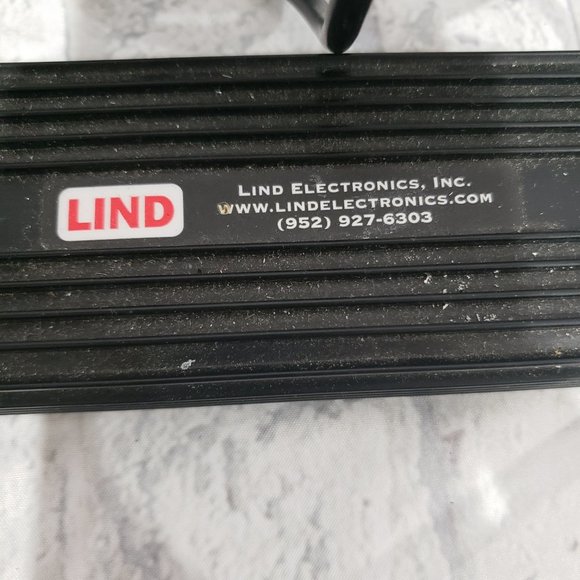 LIND
LIND ELECTRONICS, INC.
WWW.LINDELECTRONICS.COM
(952) 927-6303